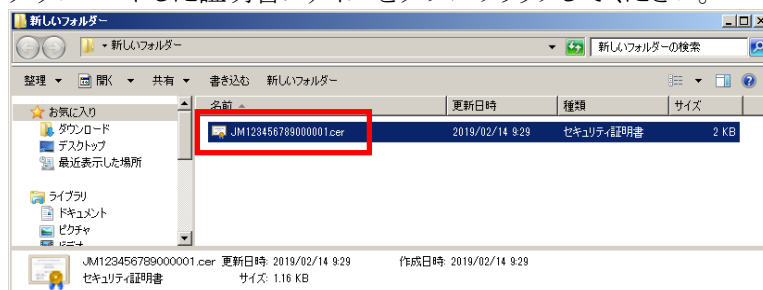 新しいフォルダー
新しいフォルダー
新しいフォルダーの検索
整理 開く 共有 書き込む 新しいフォルダー
お気に入り
ダウンロード
デスクトップ
最近表示した場所
ライブラリ
ドキュメント
ピクチャ
名前 更新日時 種類 サイズ
JM123456789000001.cer 2019/02/14 9:29 セキュリティ証明書 2 KB
JM123456789000001.cer 更新日時: 2019/02/14 9:29 作成日時: 2019/02/14 9:29
セキュリティ証明書 サイズ: 1.16 KB